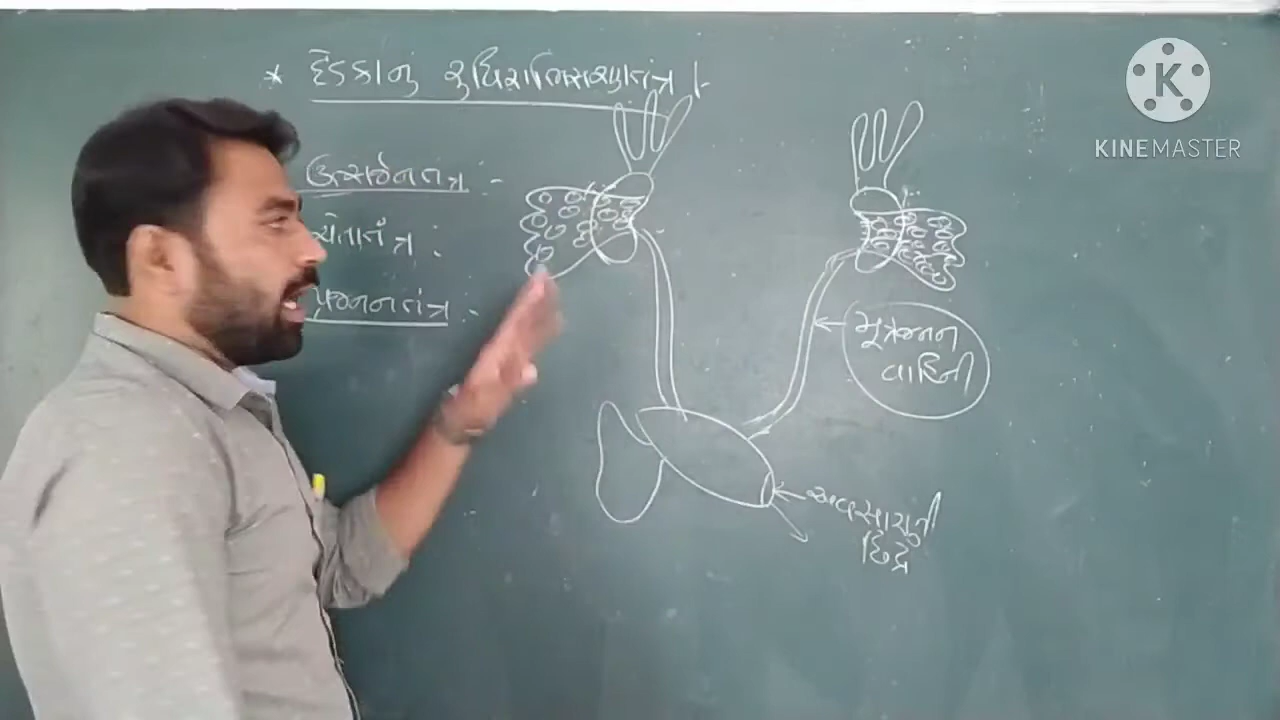 * દેડકાનું રુધિરાભિસરણતંત્ર :-
ઉત્સર્જનતંત્ર :-
ચેતાતંત્ર :
પ્રજનનતંત્ર :-
મૂત્રજનન
વાહિની
અવસારણી
છિદ્ર
K
KINEMASTER